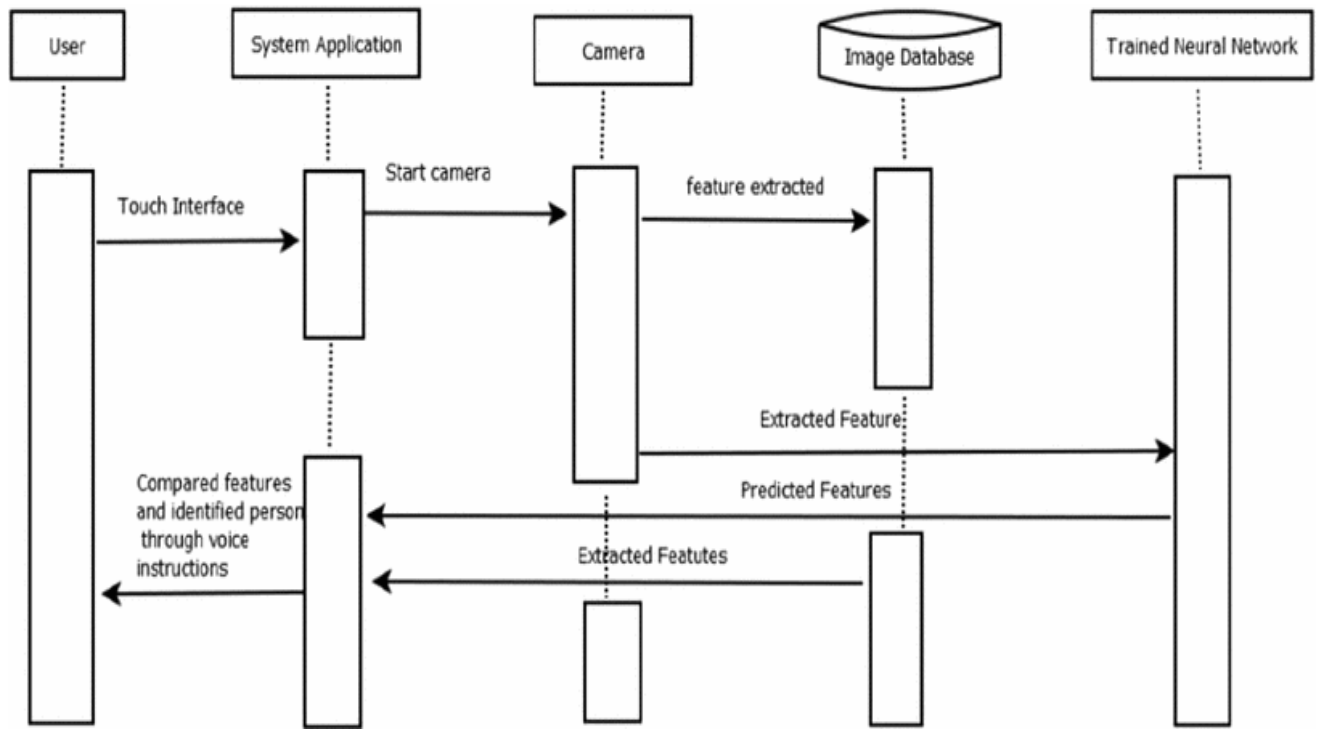 User
System Application
Camera
Image Database
Trained Neural Network
Start camera
feature extracted
Touch Interface
Extracted Feature
Compared features
and identified person
through voice
instructions
Predicted Features
Extracted Featutes